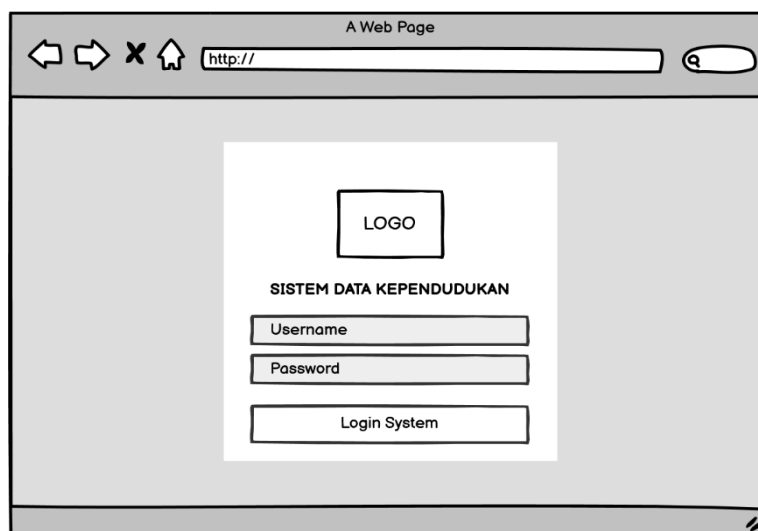 A Web Page
http://
LOGO
SISTEM DATA KEPENDUDUKAN
Username
Password
Login System